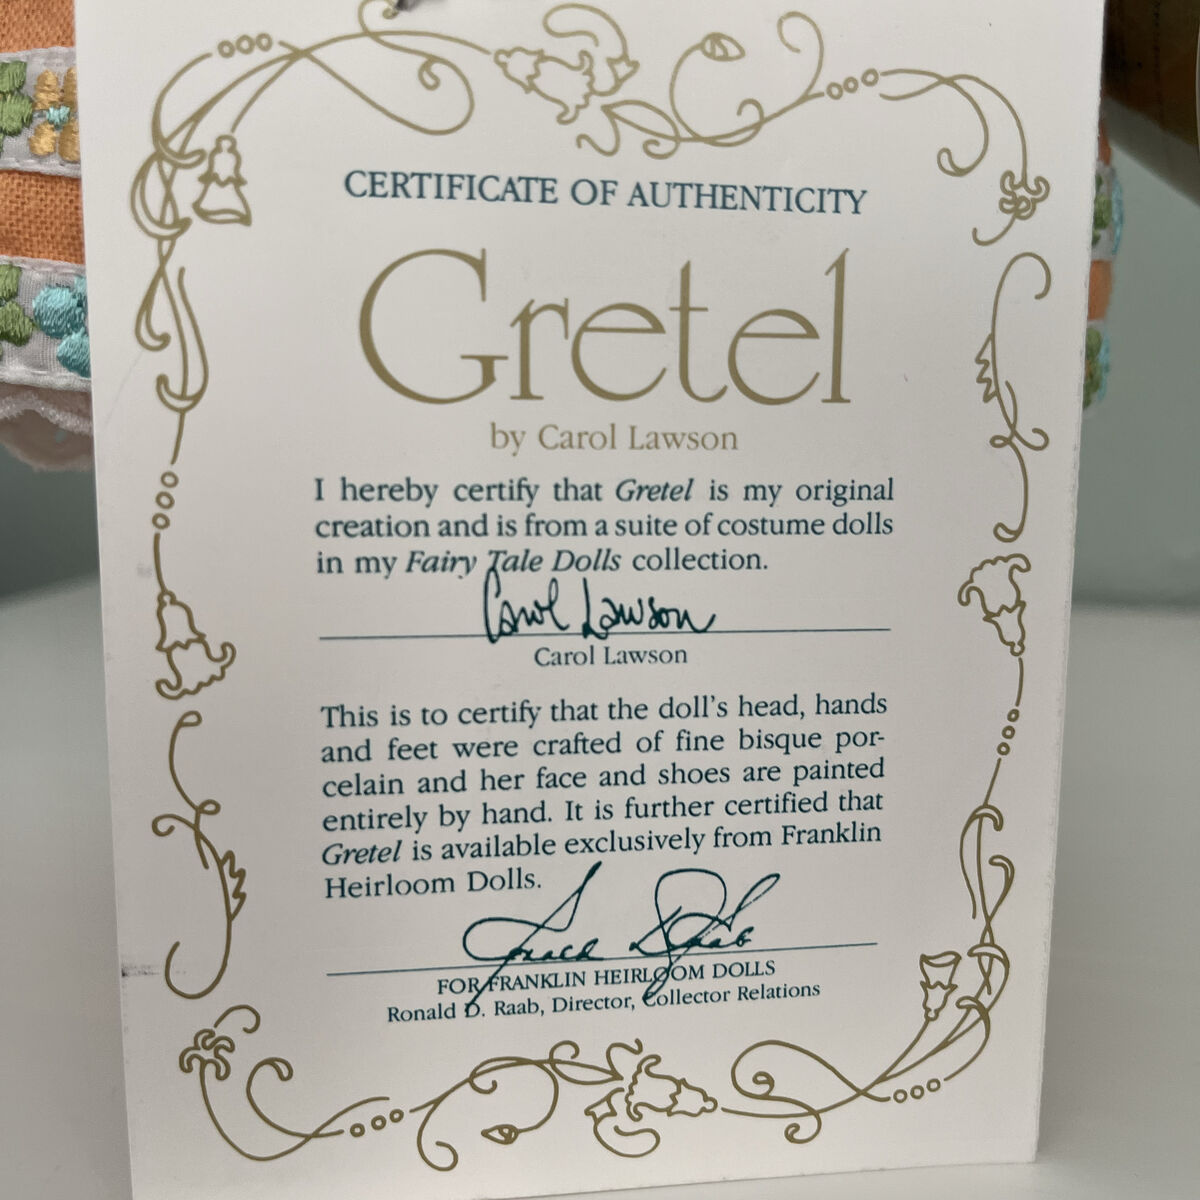 CERTIFICATE OF AUTHENTICITY
Gretel
by Carol Lawson
I hereby certify that Gretel is my original
creation and is from a suite of costume dolls
in my Fairy Tale Dolls collection.
Carol Lawson
Carol Lawson
This is to certify that the doll's head, hands
and feet were crafted of fine bisque por-
celain and her face and shoes are painted
entirely by hand. It is further certified that
Gretel is available exclusively from Franklin
Heirloom Dolls.
FOR FRANKLIN HEIRLOOM DOLLS
Ronald D. Raab, Director, Collector Relations